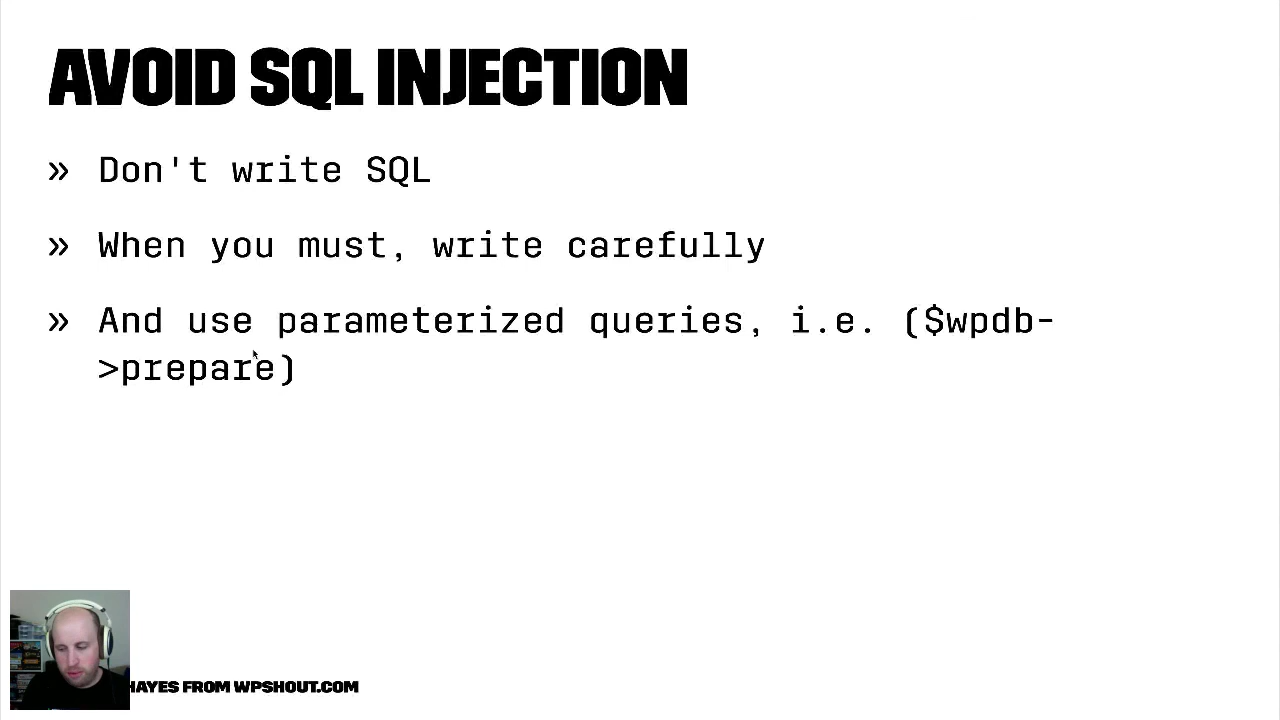 AVOID SQL INJECTION
» Don't write SQL
» When you must, write carefully
» And use parameterized queries, i.e. ($wpdb-
>prepare)
HAYES FROM WPSHOUT.COM